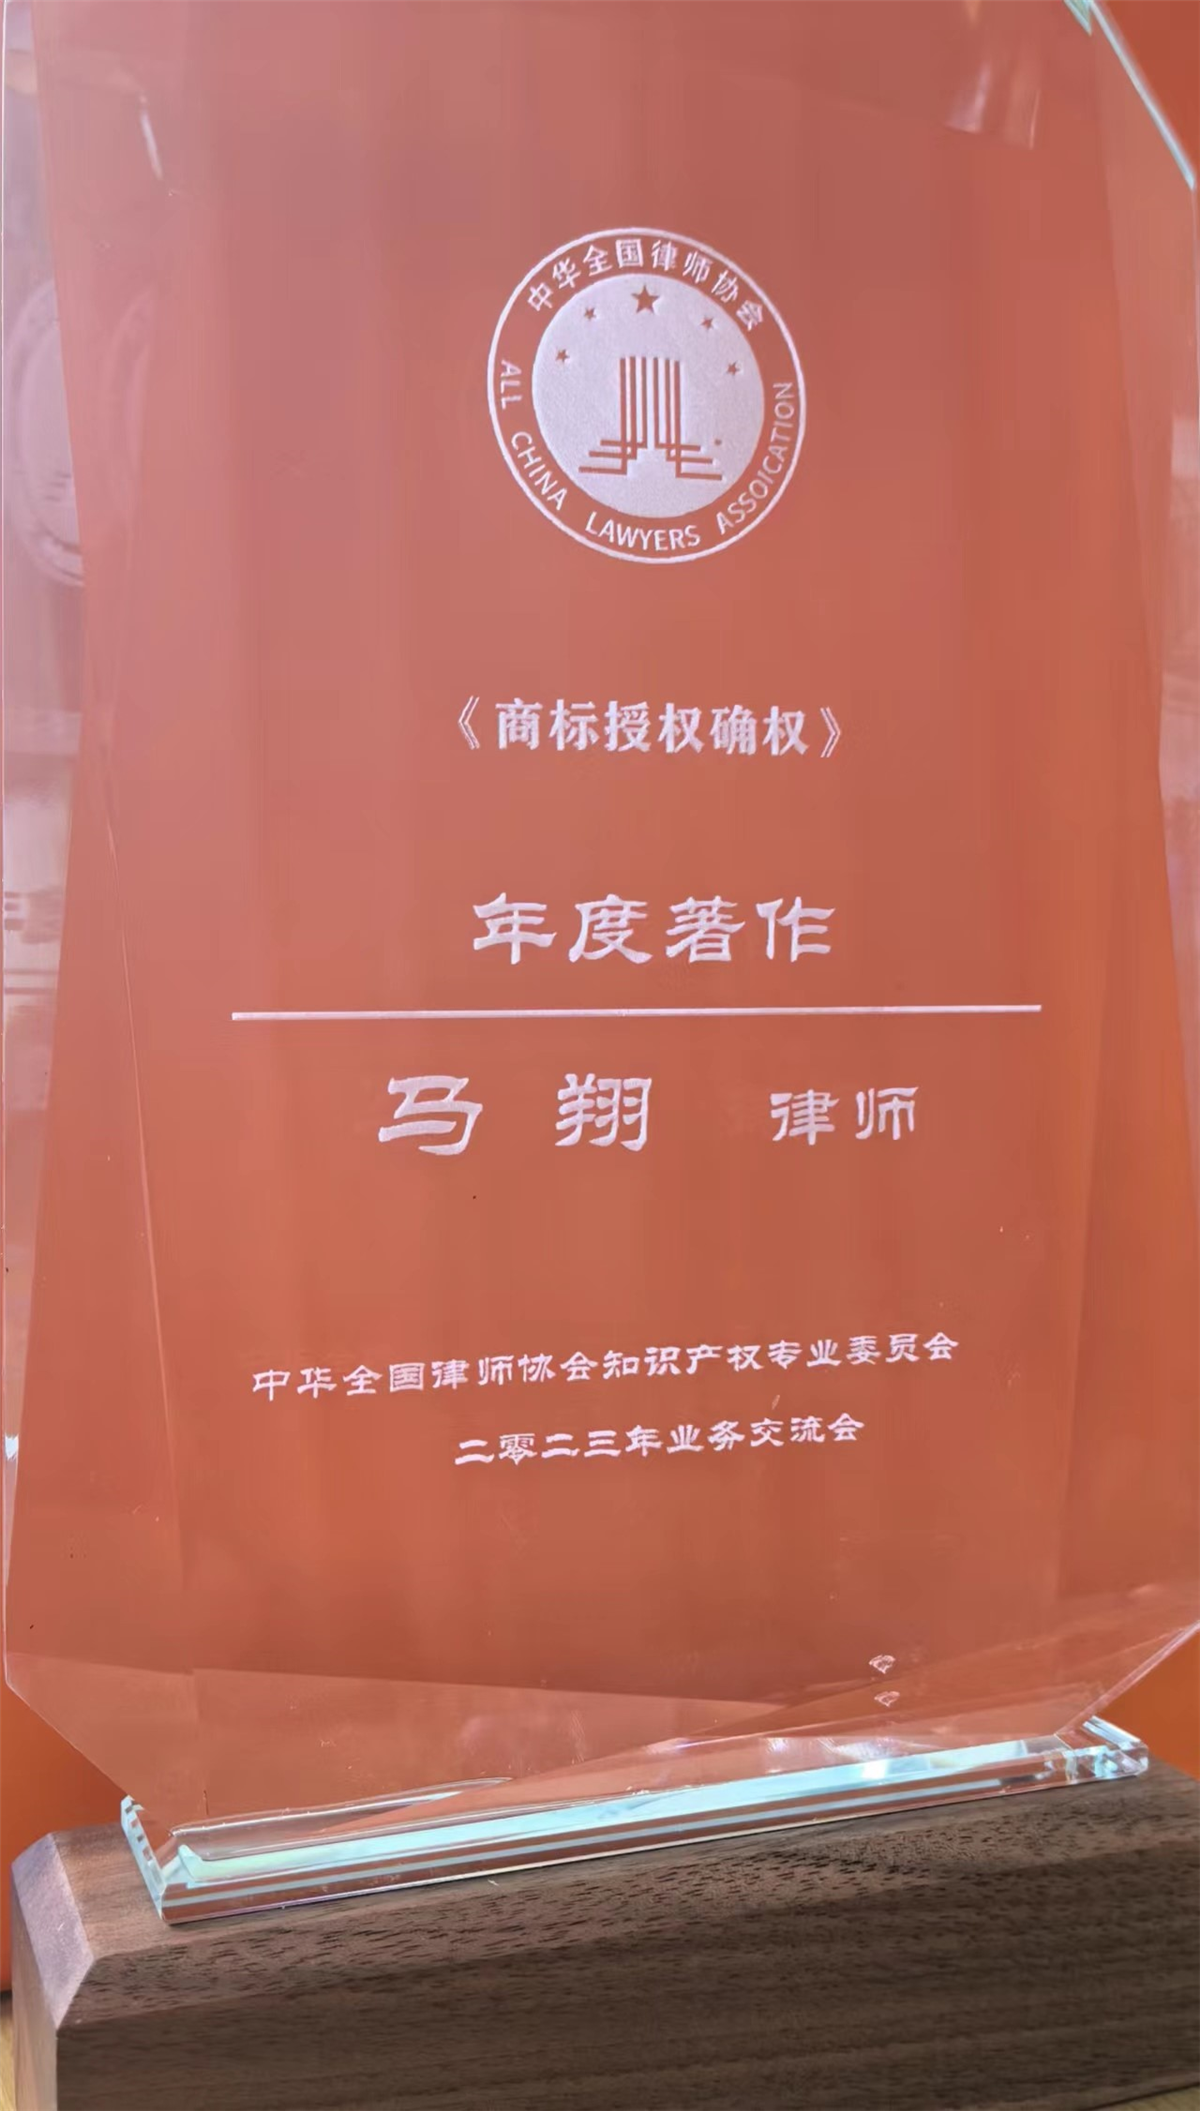 中华全国律师协会
ALL CHINA LAWYERS ASSOICATION
《商标授权确权》
年度著作
马 翔 律师
中华全国律师协会知识产权专业委员会
二零二三年业务交流会